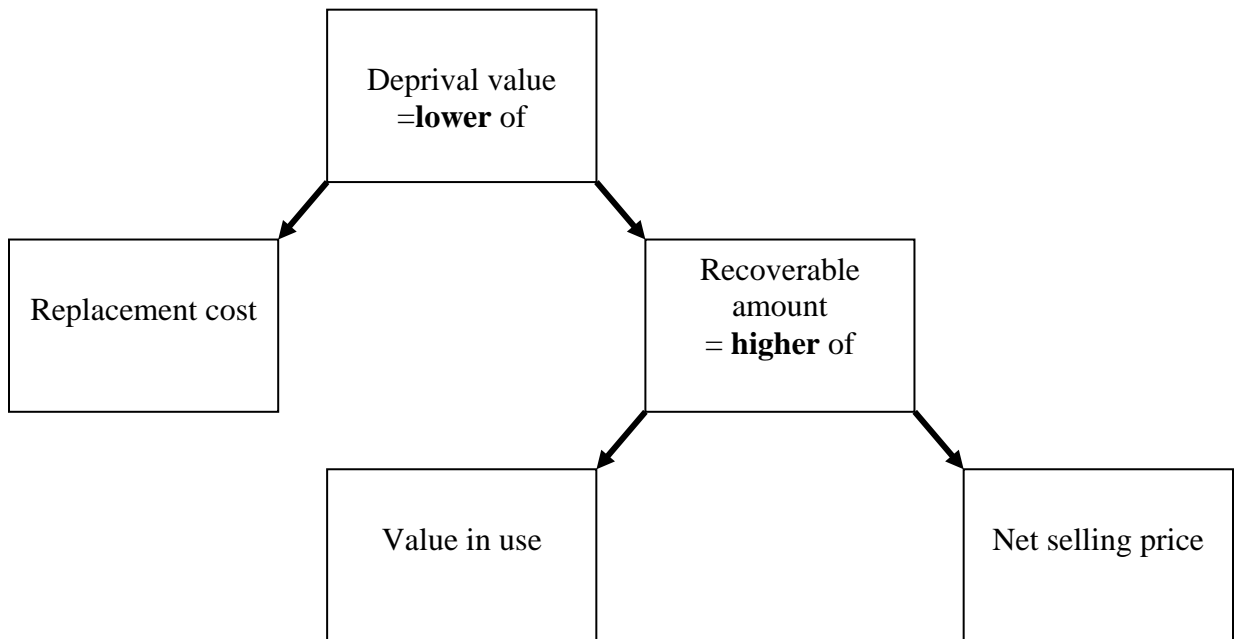 Deprival value
=lower of
Replacement cost
Recoverable
amount
= higher of
Value in use
Net selling price